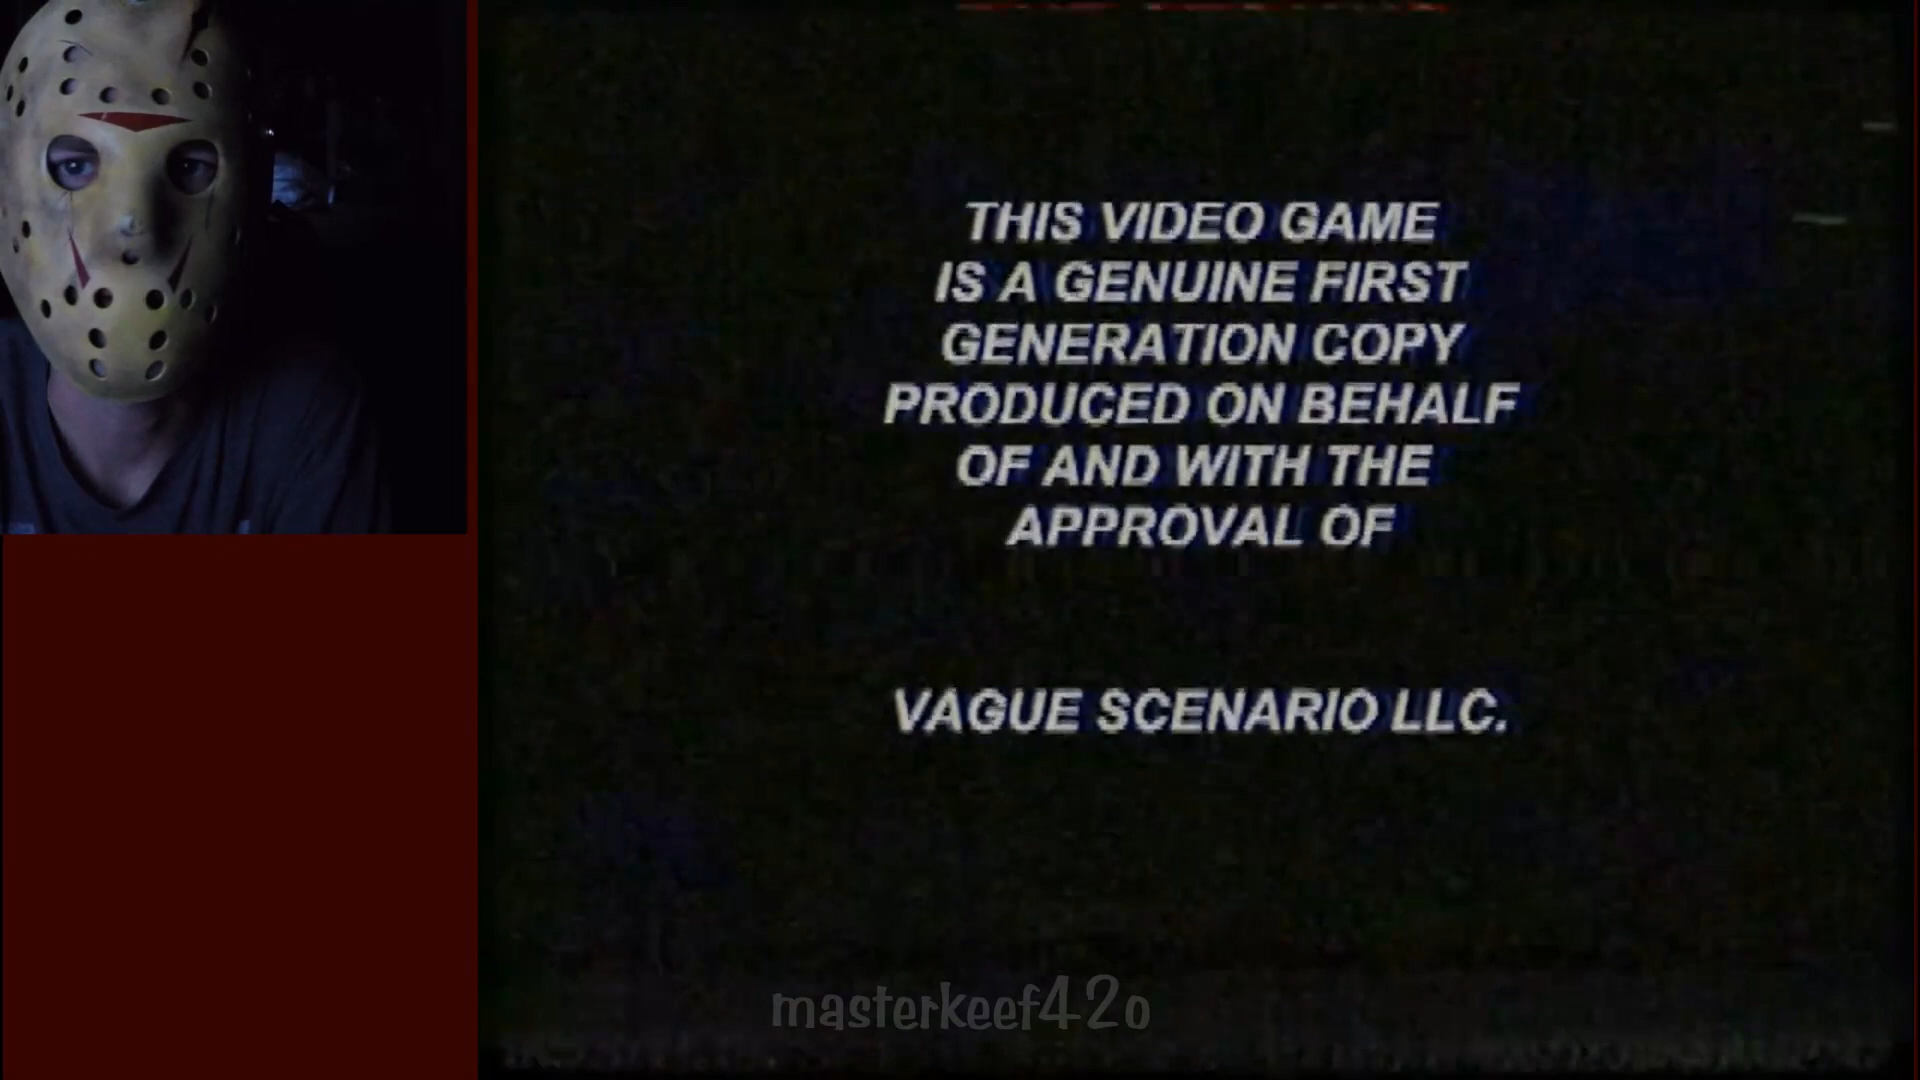 THIS VIDEO GAME
IS A GENUINE FIRST
GENERATION COPY
PRODUCED ON BEHALF
OF AND WITH THE
APPROVAL OF
VAGUE SCENARIO LLC.
masterkeef42o